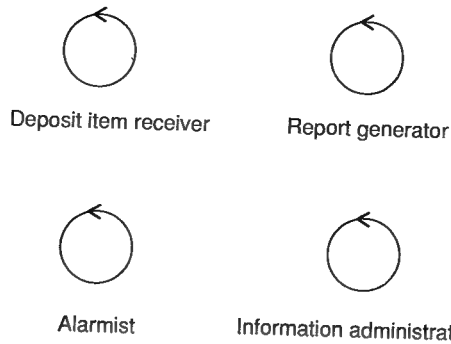 Deposit item receiver
Report generator
Alarmist
Information administrat